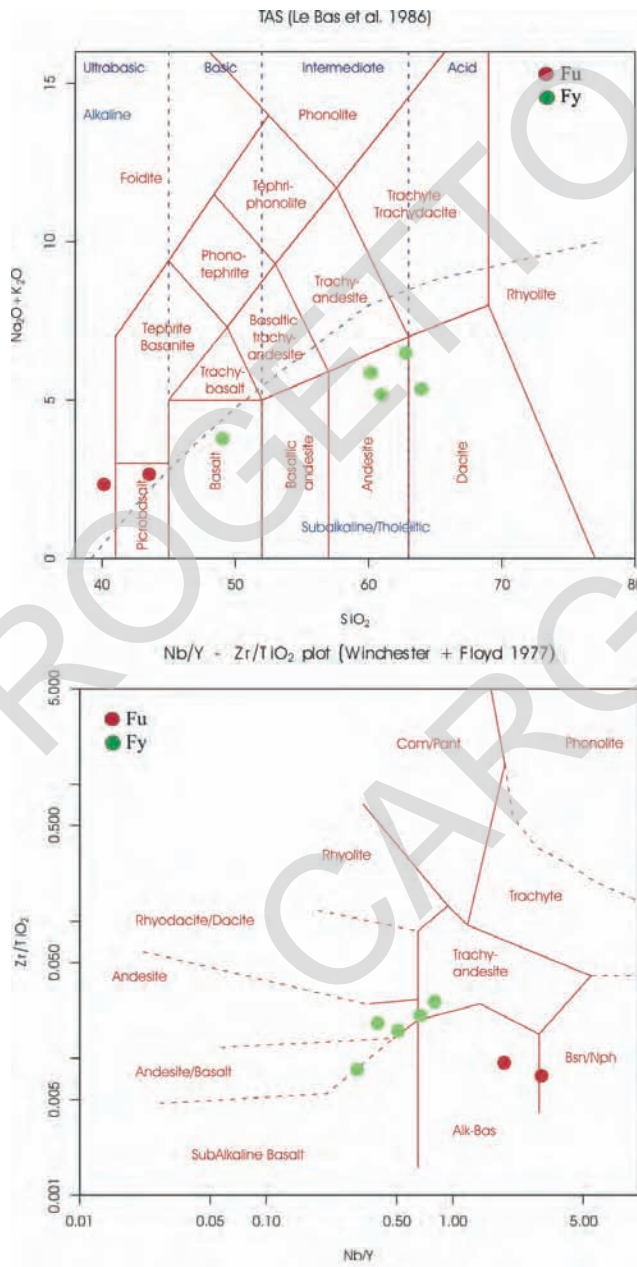 TAS (Le Bas et al. 1986)
Ultrabasic Basic Intermediate Acid
Fu
Fy
Alkaline
Phonolite
Foidite
Tephri-
phonolite
Trachyte
Trachydacite
Phono-
tephrite
Trachy-
andesite
Rhyolite
Tephrite
Basanite
Basaltic
trachy-
andesite
Trachy-
basalt
Picrobasalt
Basalt
Basaltic
andesite
Andesite
Dacite
Subalkaline/Tholeiitic
Na2O+K2O
0 5 10 15
40 50 60 70 80
SiO2
Nb/Y - Zr/TiO2 plot (Winchester + Floyd 1977)
Fu
Fy
Com/Pant
Phonolite
Rhyolite
Trachyte
Rhyodacite/Dacite
Trachy-
andesite
Andesite
Andesite/Basalt
Bsn/Nph
Alk-Bas
SubAlkaline Basalt
Zr/TiO2
0.001 0.005 0.050 0.500 5.000
0.01 0.05 0.10 0.50 1.00 5.00
Nb/Y
ROGETTO
CARG